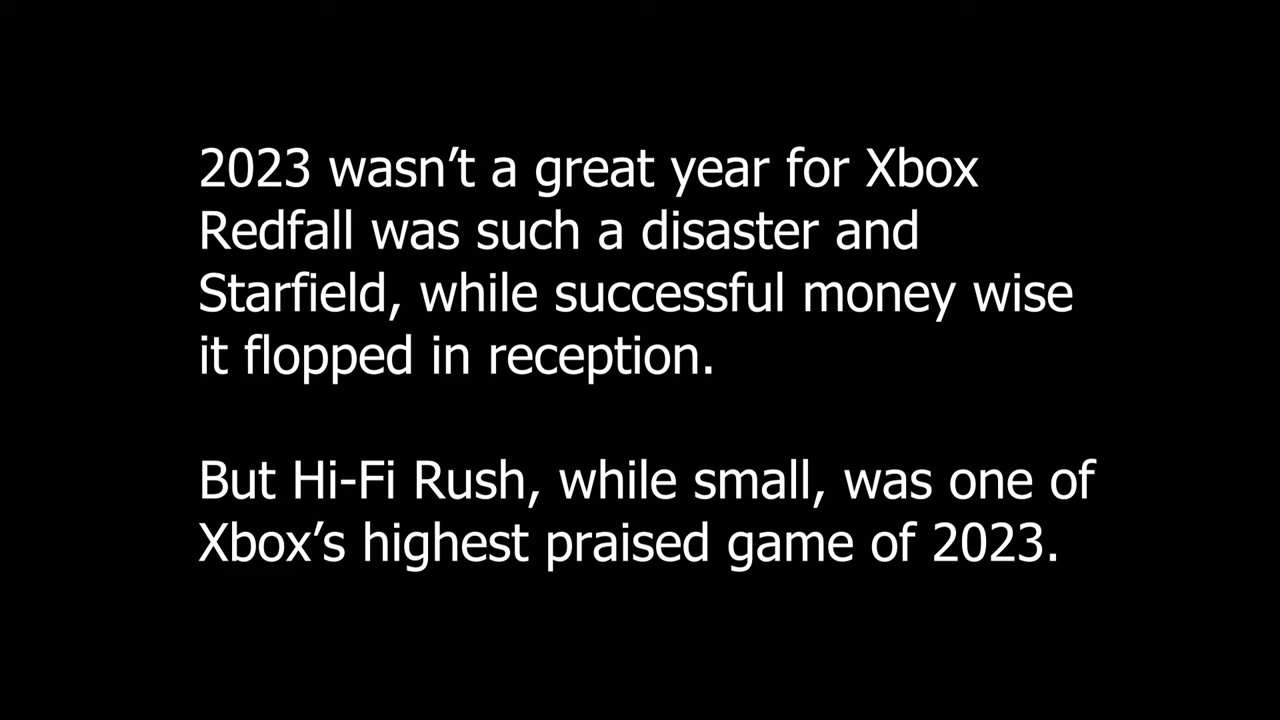 2023 wasn’t a great year for Xbox
Redfall was such a disaster and
Starfield, while successful money wise
it flopped in reception.
But Hi-Fi Rush, while small, was one of
Xbox’s highest praised game of 2023.